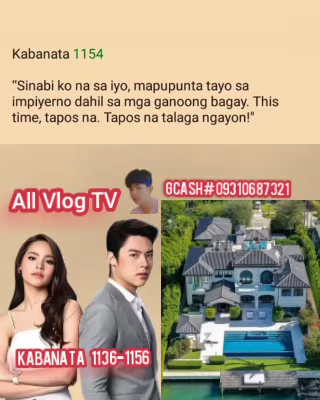 Kabanata 1154
“Sinabi ko na sa iyo, mapupunta tayo sa
impiyerno dahil sa mga ganoong bagay. This
time, tapos na. Tapos na talaga ngayon!"
All Vlog TV
GCASH#09310687321
KABANATA 1136-1156